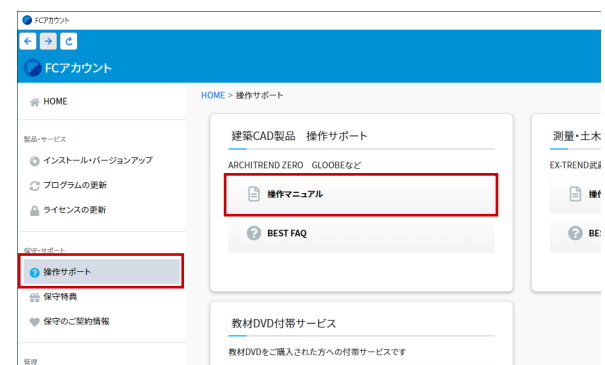 FCアカウント
FCアカウント
HOME
製品・サービス
インストール・バージョンアップ
プログラムの更新
ライセンスの更新
保守・サポート
操作サポート
保守特典
保守のご契約情報
管理
HOME > 操作サポート
建築CAD製品 操作サポート
ARCHITREND ZERO GLOOBEなど
操作マニュアル
BEST FAQ
教材DVD付帯サービス
教材DVDをご購入された方への付帯サービスです
測量・土木
EX-TREND武蔵
操作
BES